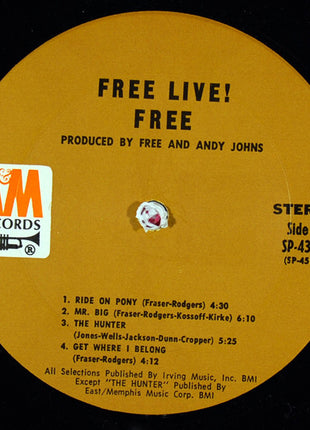 FREE LIVE!
FREE
PRODUCED BY FREE AND ANDY JOHNS
&M
CORDS
®
STER
Side
SP-43
(SP-45
1. RIDE ON PONY (Fraser-Rodgers) 4:30
2. MR. BIG (Fraser-Rodgers-Kossoff-Kirke) 6:10
3. THE HUNTER
(Jones-Wells-Jackson-Dunn-Cropper) 5:25
4. GET WHERE I BELONG
(Fraser-Rodgers) 4:12
All Selections Published By Irving Music, Inc. BMI
Except "THE HUNTER" Published By
East/Memphis Music Corp. BMI